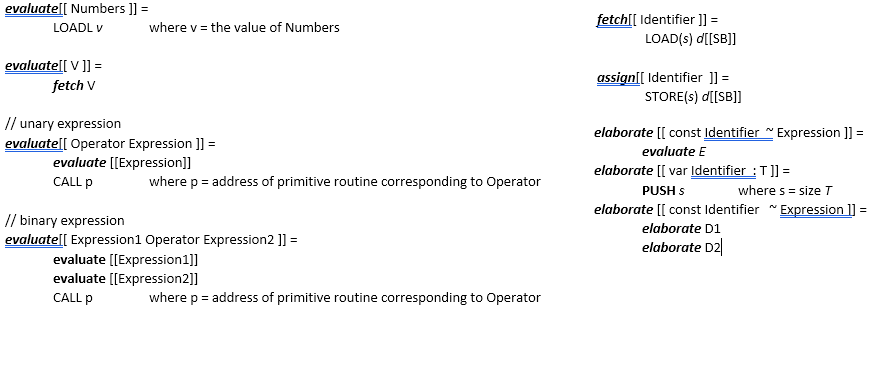 evaluate[[ Numbers ]] =
LOADL v where v = the value of Numbers
evaluate[[ V ]] =
fetch V
// unary expression
evaluate[[ Operator Expression ]] =
evaluate [[Expression]]
CALL p where p = address of primitive routine corresponding to Operator
// binary expression
evaluate[[ Expression1 Operator Expression2 ]] =
evaluate [[Expression1]]
evaluate [[Expression2]]
CALL p where p = address of primitive routine corresponding to Operator
fetch[[ Identifier ]] =
LOAD(s) d[[SB]]
assign[[ Identifier ]] =
STORE(s) d[[SB]]
elaborate [[ const Identifier ~ Expression ]] =
evaluate E
elaborate [[ var Identifier : T ]] =
PUSH s where s = size T
elaborate [[ const Identifier ~ Expression ]] =
elaborate D1
elaborate D2